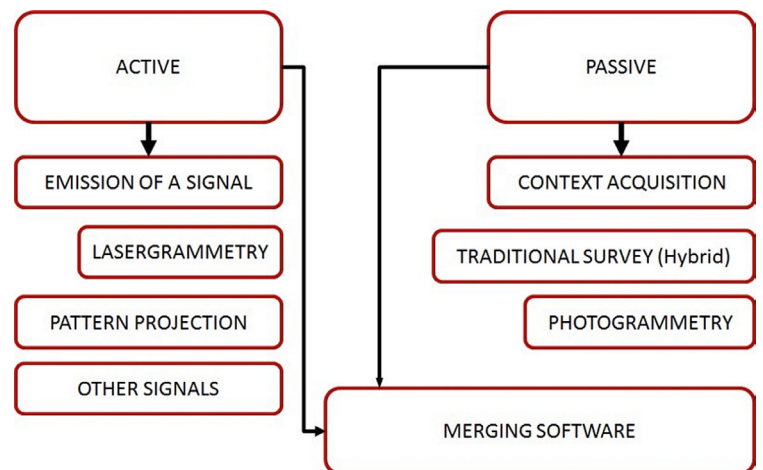 ACTIVE
PASSIVE
EMISSION OF A SIGNAL
CONTEXT ACQUISITION
LASERGRAMMETRY
TRADITIONAL SURVEY (Hybrid)
PATTERN PROJECTION
PHOTOGRAMMETRY
OTHER SIGNALS
MERGING SOFTWARE